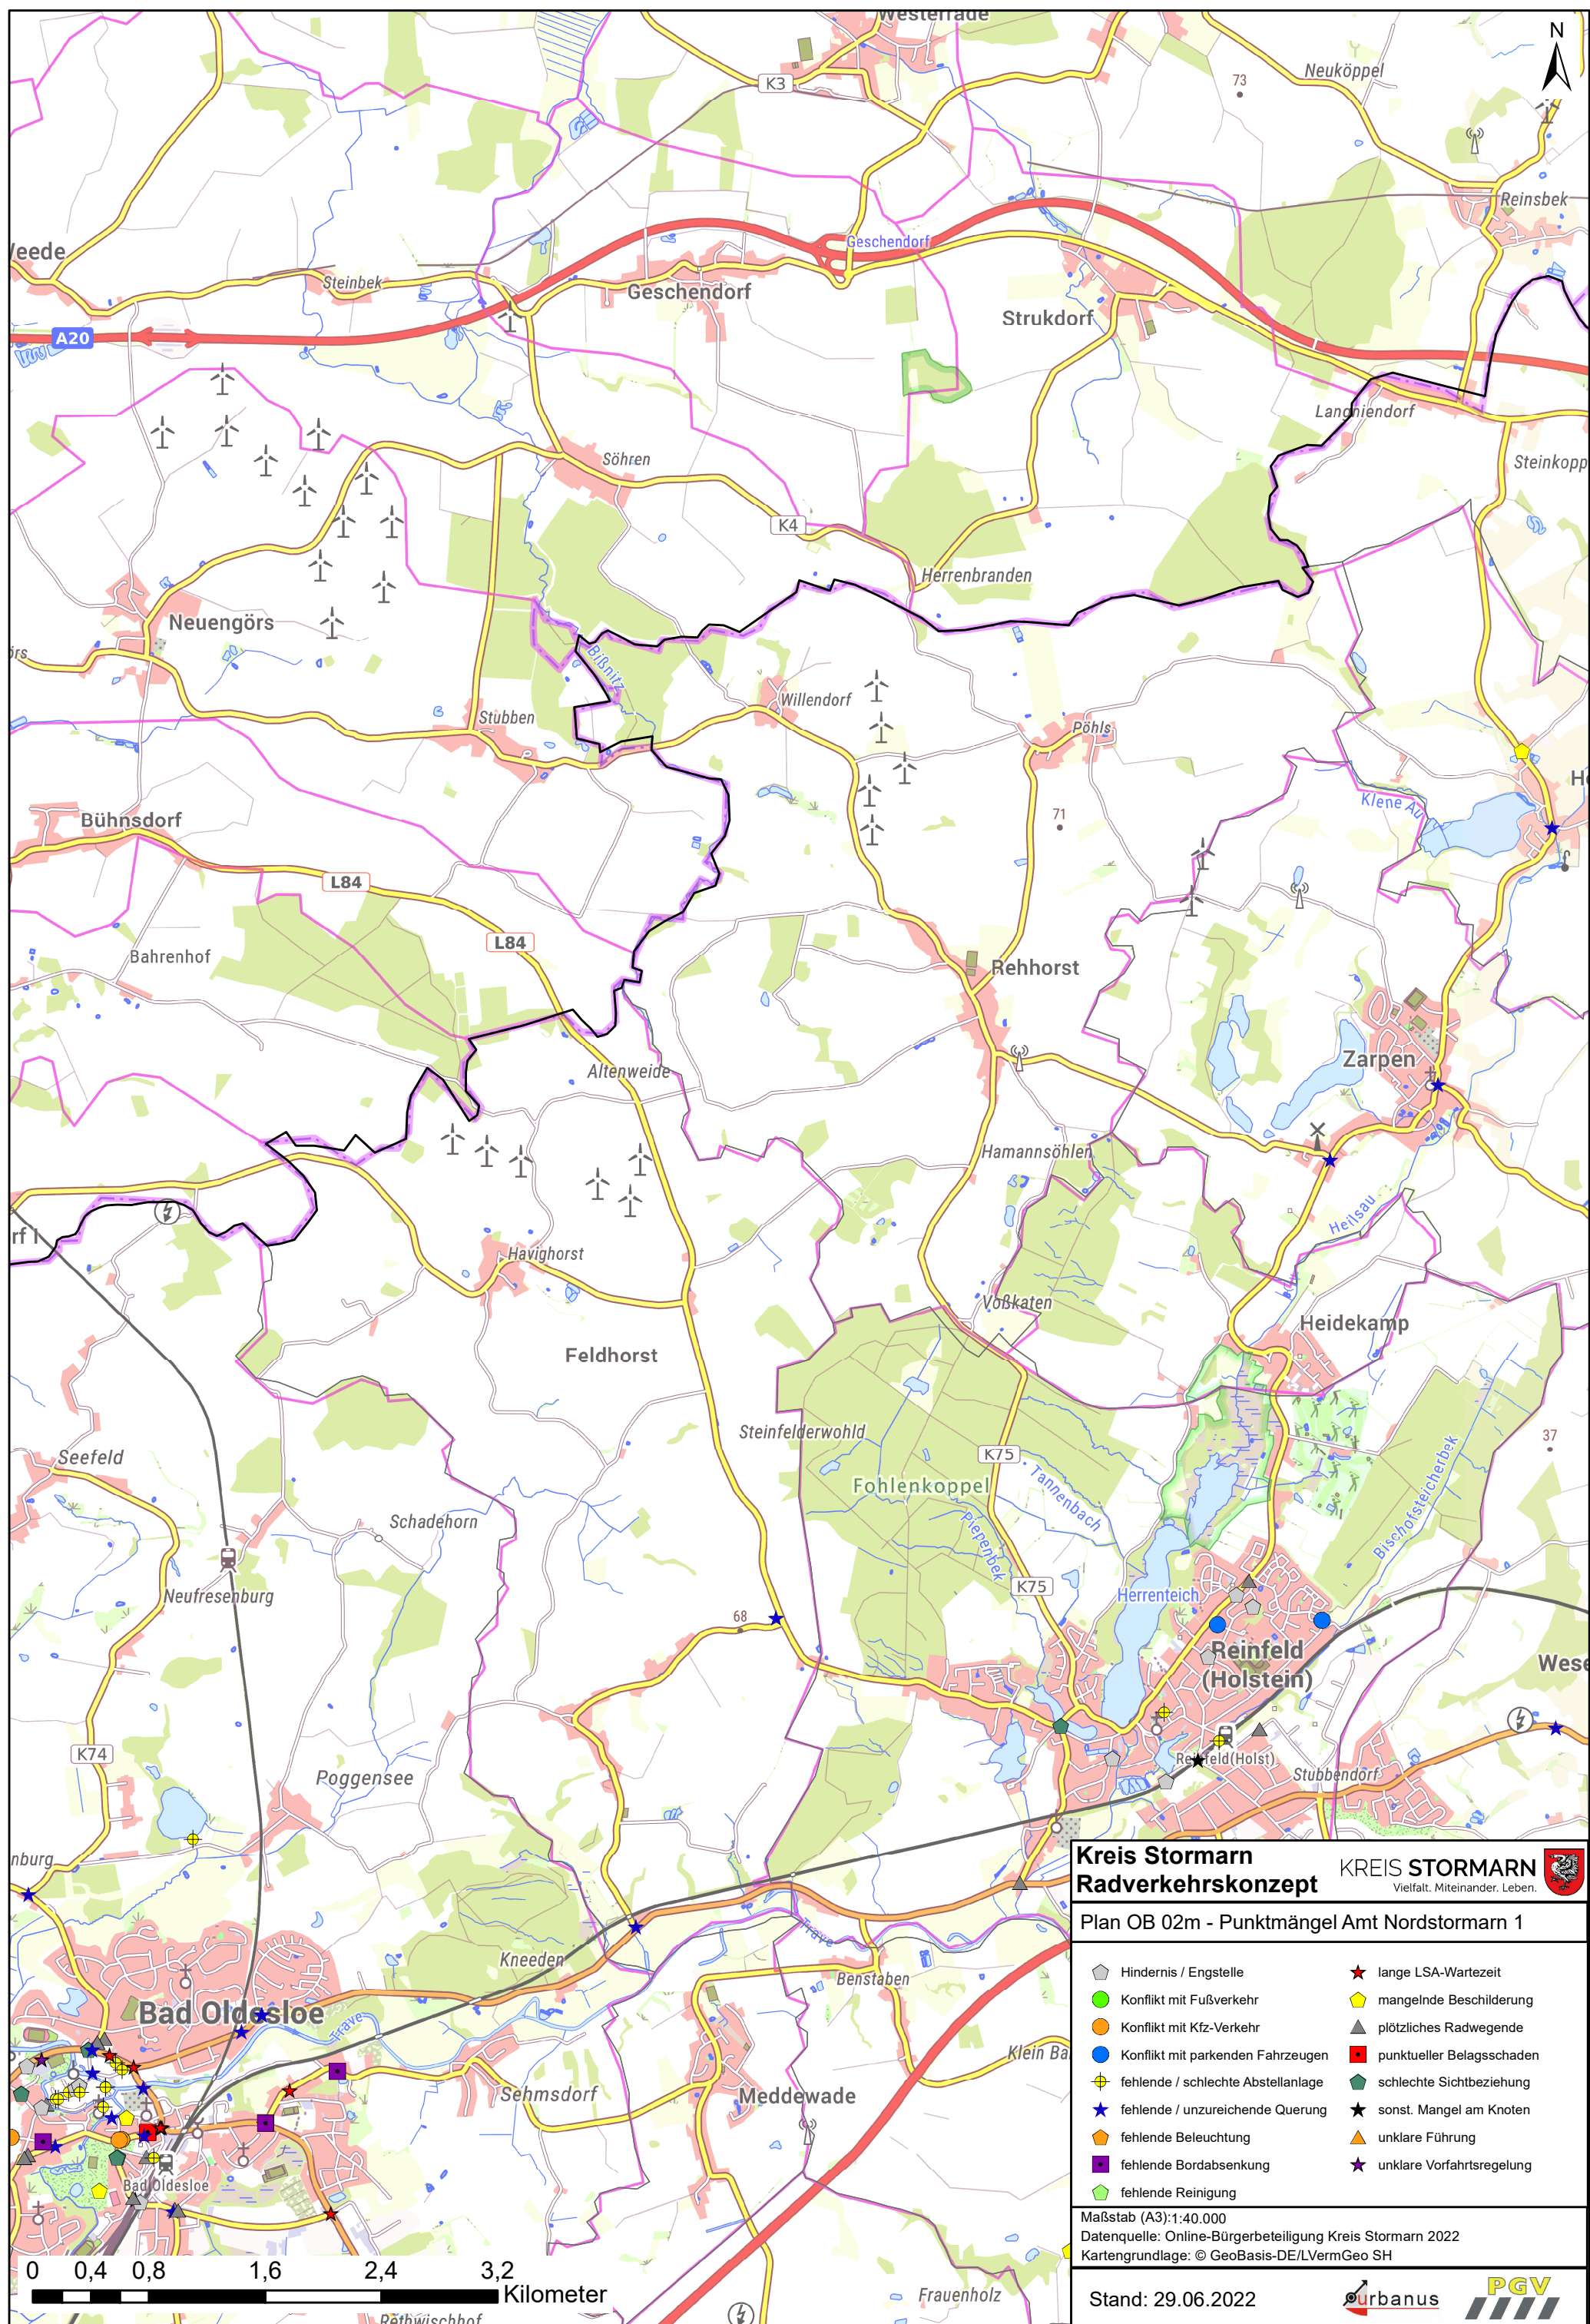 Westerrade
N
K3
73
Neuköppel
Reinsbek
Geschendorf
Weede
Steinbek
Geschendorf
Strukdorf
A20
Langniendorf
Söhren
Steinkopp
K4
Herrenbranden
Neuengörs
örs
Bißnitz
Willendorf
Stubben
Pöhls
Klene Au
71
Bühnsdorf
L84
L84
Bahrenhof
Rehhorst
Zarpen
Altenweide
Hamannsöhlen
Heilsau
rf I
Havighorst
Voßkaten
Heidekamp
Feldhorst
Steinfelderwohld
37
K75
Seefeld
Fohlenkoppel
Tannenbach
Bischofsteicherbek
Schadehorn
Piepenbek
K75
Neufresenburg
Herrenteich
68
Reinfeld
(Holstein)
Wese
K74
Reinfeld(Holst)
Stubbendorf
Poggensee
nburg
Trave
Kneeden
Benstaben
Bad Oldesloe
Trave
Klein Ba
Sehmsdorf
Meddewade
Bad Oldesloe
Frauenholz
Rethwischhof
0 0,4 0,8 1,6 2,4 3,2
Kilometer
Kreis Stormarn
Radverkehrskonzept
KREIS STORMARN
Vielfalt. Miteinander. Leben.
Plan OB 02m - Punktmängel Amt Nordstormarn 1
Hindernis / Engstelle
Konflikt mit Fußverkehr
Konflikt mit Kfz-Verkehr
Konflikt mit parkenden Fahrzeugen
fehlende / schlechte Abstellanlage
fehlende / unzureichende Querung
fehlende Beleuchtung
fehlende Bordabsenkung
fehlende Reinigung
lange LSA-Wartezeit
mangelnde Beschilderung
plötzliches Radwegende
punktueller Belagsschaden
schlechte Sichtbeziehung
sonst. Mangel am Knoten
unklare Führung
unklare Vorfahrtsregelung
Maßstab (A3):1:40.000
Datenquelle: Online-Bürgerbeteiligung Kreis Stormarn 2022
Kartengrundlage: © GeoBasis-DE/LVermGeo SH
Stand: 29.06.2022
urbanus
PGV